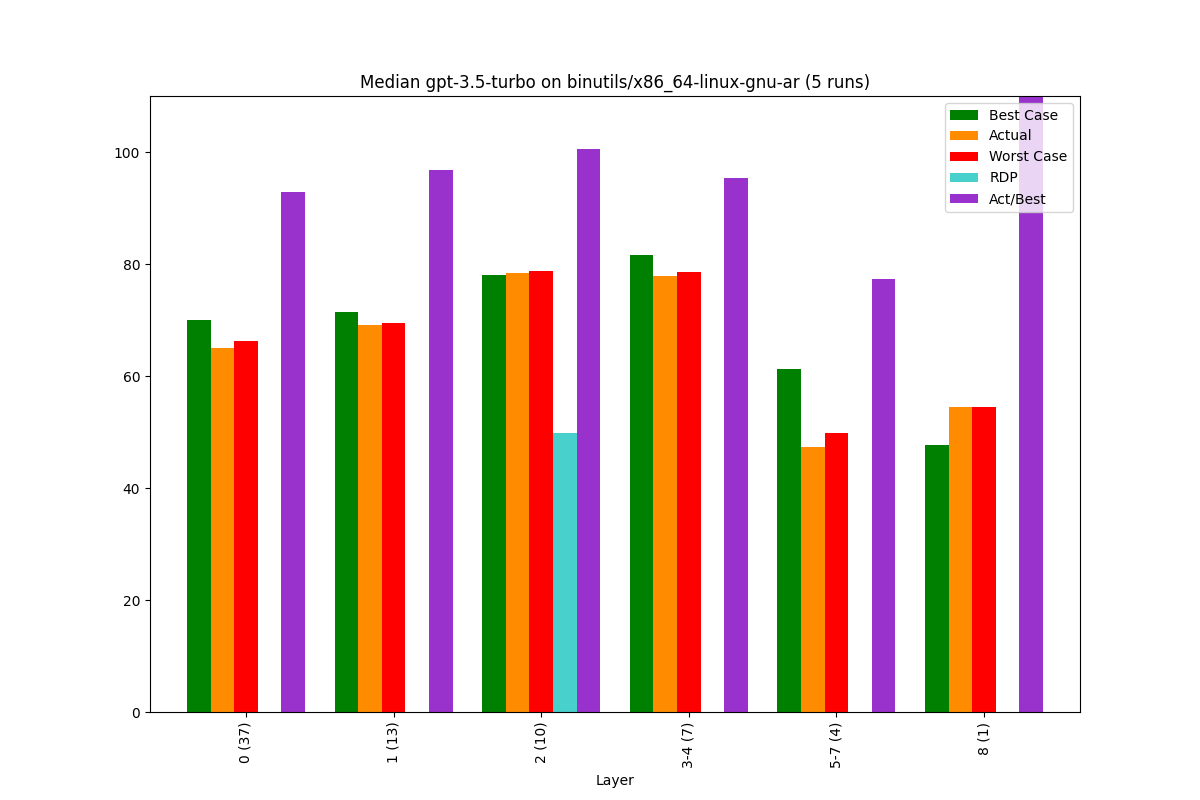 Median gpt-3.5-turbo on binutils/x86_64-linux-gnu-ar (5 runs)
Best Case
Actual
Worst Case
RDP
Act/Best
100
80
60
40
20
0
0 (37)
1 (13)
2 (10)
3-4 (7)
5-7 (4)
8 (1)
Layer